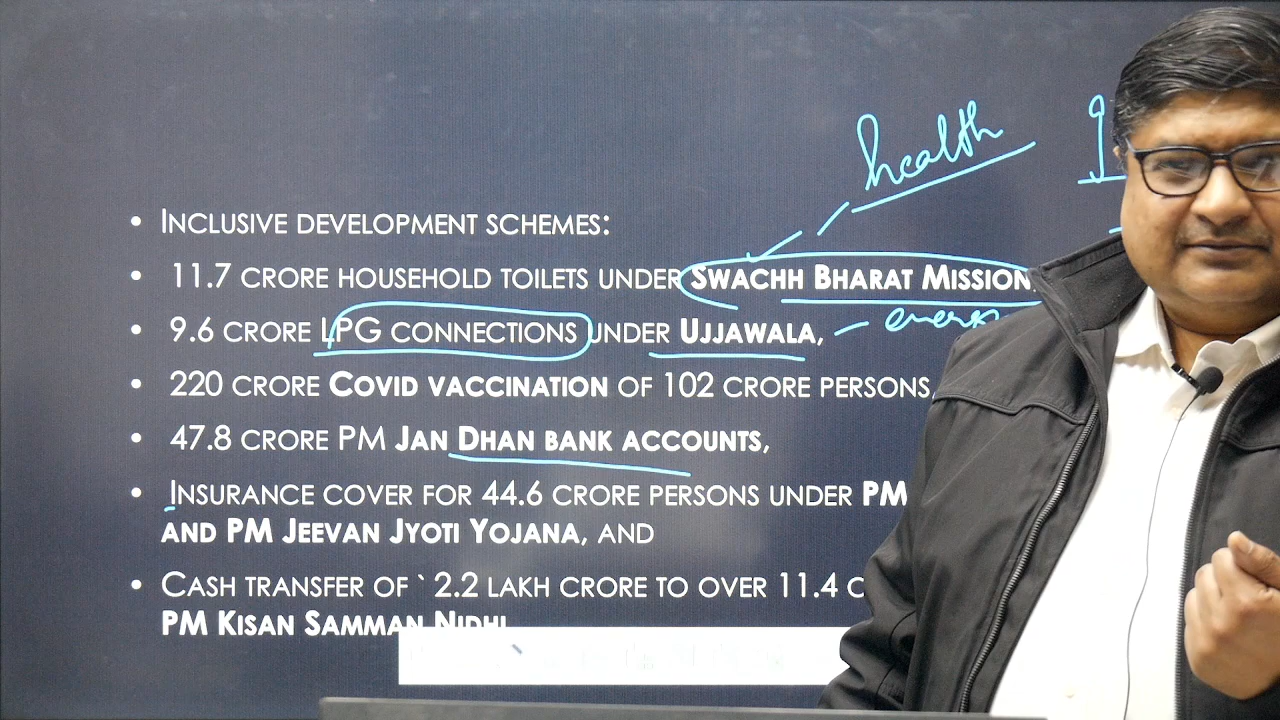 health
• INCLUSIVE DEVELOPMENT SCHEMES:
• 11.7 CRORE HOUSEHOLD TOILETS UNDER SWACHH BHARAT MISSION
• 9.6 CRORE LPG CONNECTIONS UNDER UJJAWALA,
• 220 CRORE COVID VACCINATION OF 102 CRORE PERSONS,
• 47.8 CRORE PM JAN DHAN BANK ACCOUNTS,
• INSURANCE COVER FOR 44.6 CRORE PERSONS UNDER PM
AND PM JEEVAN JYOTI YOJANA, AND
• CASH TRANSFER OF ` 2.2 LAKH CRORE TO OVER 11.4 C
PM KISAN SAMMAN NIDHI